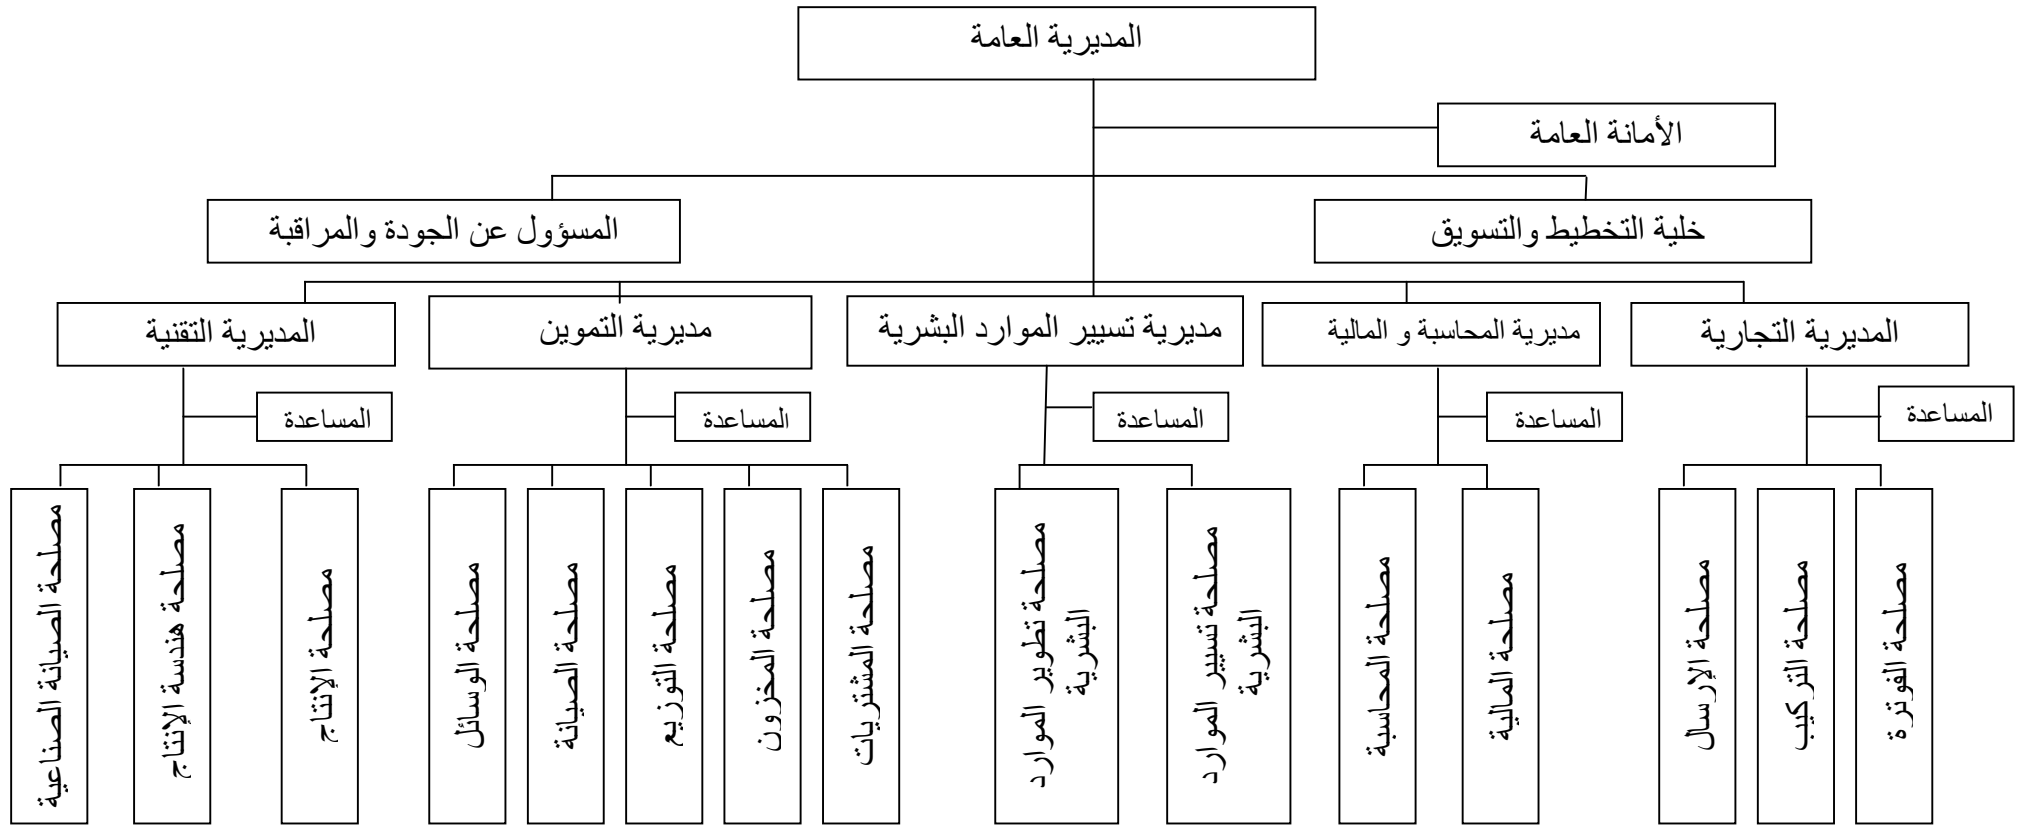 المديرية العامة
الأمانة العامة
خلية التخطيط والتسويق
المسؤول عن الجودة والمراقبة
المديرية التجارية
مديرية المحاسبة و المالية
مديرية تسيير الموارد البشرية
مديرية التموين
المديرية التقنية
المساعدة
المساعدة
المساعدة
المساعدة
المساعدة
مصلحة الفوترة
مصلحة التركيب
مصلحة الإرسال
مصلحة المالية
مصلحة المحاسبة
مصلحة تسيير الموارد
البشرية
مصلحة تطوير الموارد
البشرية
مصلحة المشتريات
مصلحة المخزون
مصلحة التوزيع
مصلحة الصيانة
مصلحة الوسائل
مصلحة الإنتاج
مصلحة هندسة الإنتاج
مصلحة الصيانة الصناعية